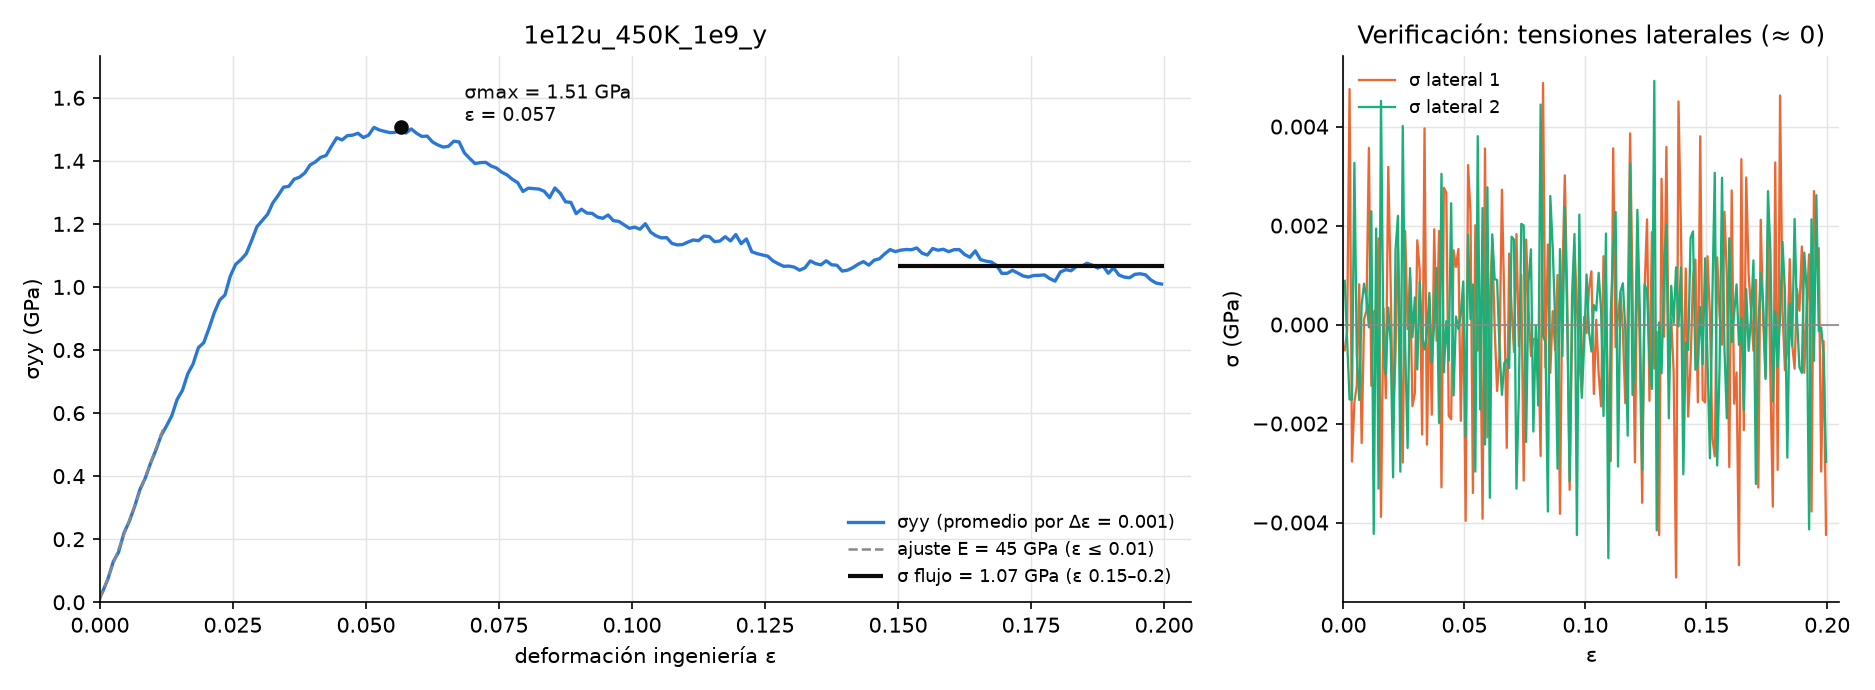 1e12u_450K_1e9_y
σmax = 1.51 GPa
ε = 0.057
σyy (GPa)
1.6
1.4
1.2
1.0
0.8
0.6
0.4
0.2
0.0
0.000 0.025 0.050 0.075 0.100 0.125 0.150 0.175 0.200
deformación ingeniería ε
σyy (promedio por Δε = 0.001)
ajuste E = 45 GPa (ε ≤ 0.01)
σ flujo = 1.07 GPa (ε 0.15–0.2)
Verificación: tensiones laterales (≈ 0)
σ lateral 1
σ lateral 2
σ (GPa)
0.004
0.002
0.000
−0.002
−0.004
0.00 0.05 0.10 0.15 0.20
ε